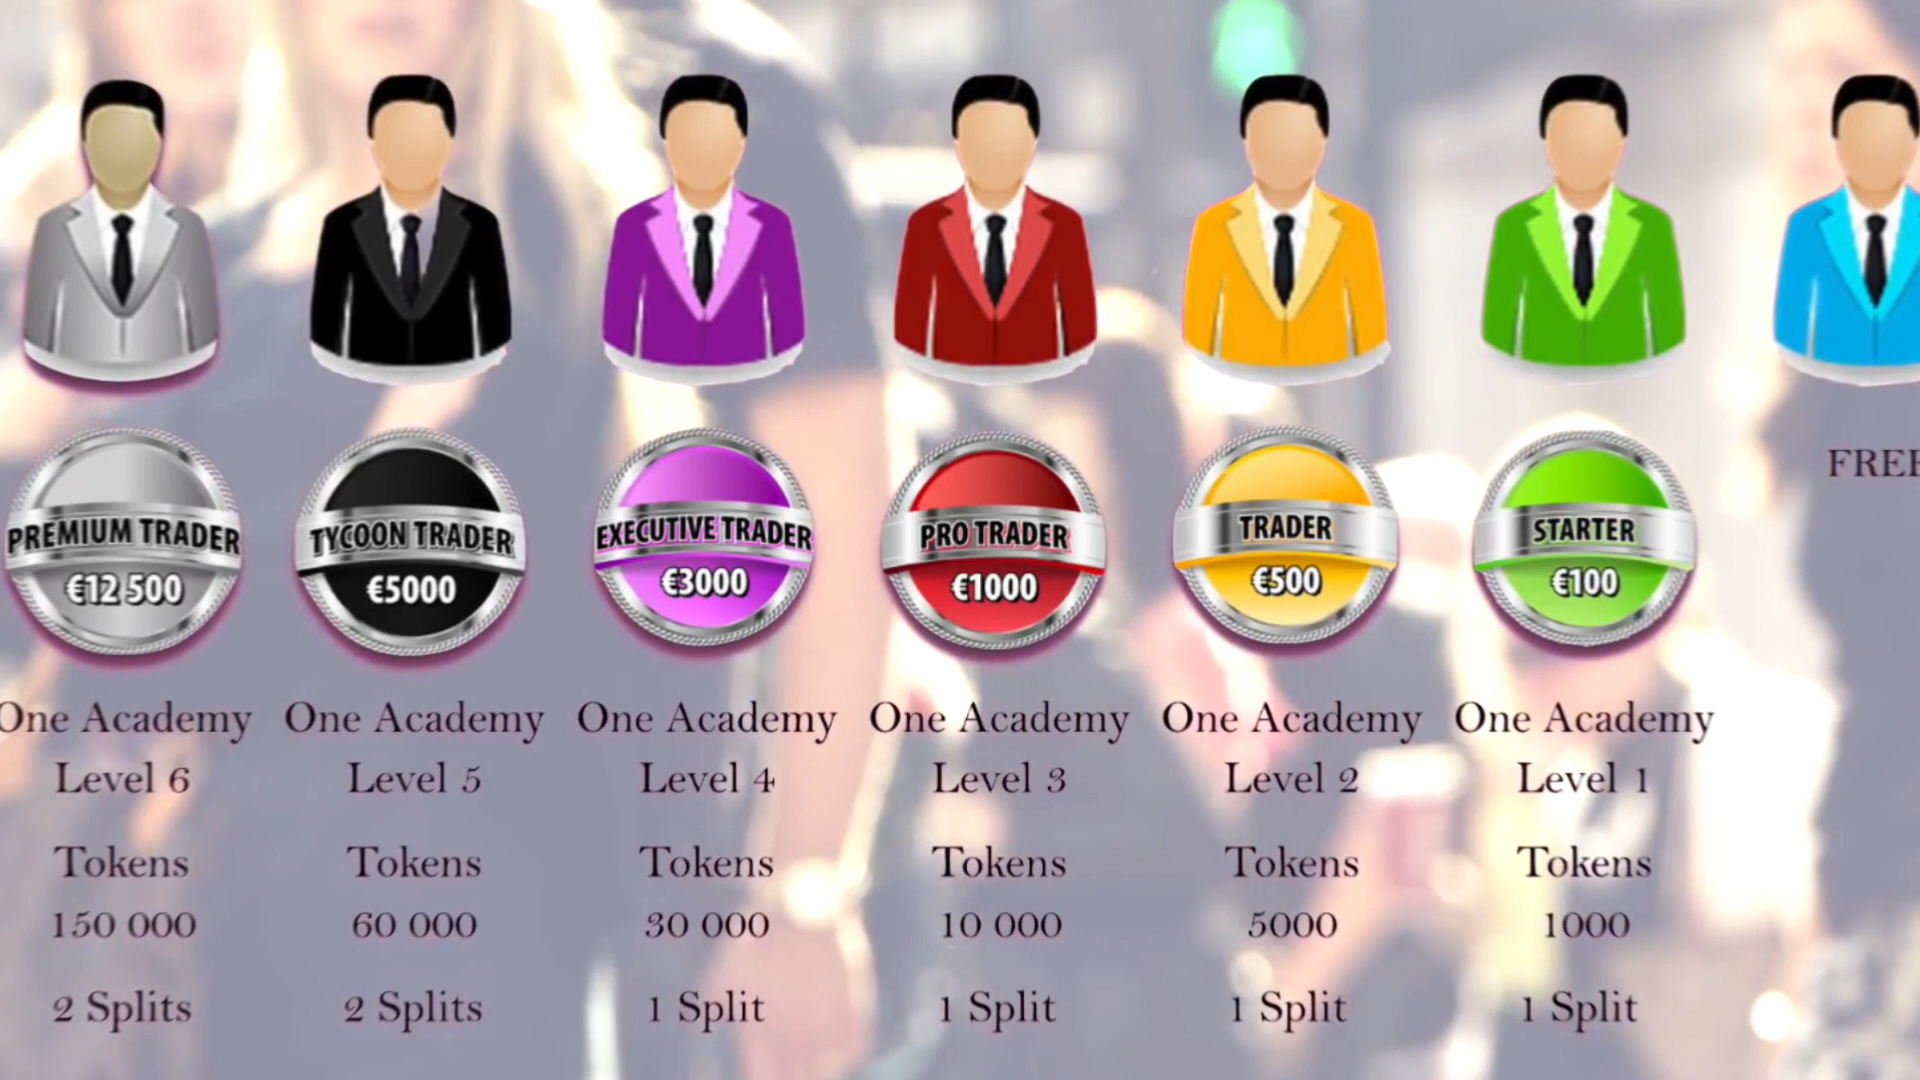 PREMIUM TRADER
€12 500
One Academy
Level 6
Tokens
150 000
2 Splits
TYCOON TRADER
€5000
One Academy
Level 5
Tokens
60 000
2 Splits
EXECUTIVE TRADER
€3000
One Academy
Level 4
Tokens
30 000
1 Split
PRO TRADER
€1000
One Academy
Level 3
Tokens
10 000
1 Split
TRADER
€500
One Academy
Level 2
Tokens
5000
1 Split
STARTER
€100
One Academy
Level 1
Tokens
1000
1 Split
FREE